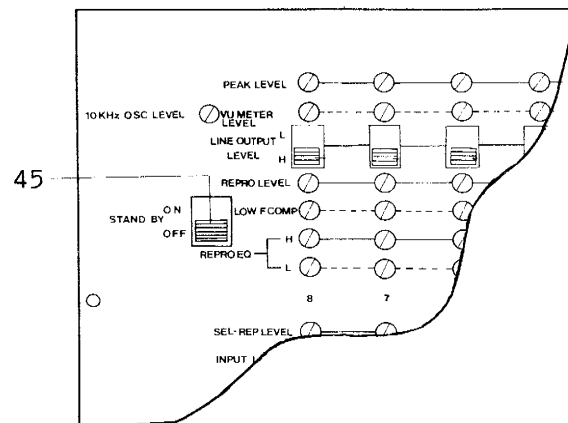 PEAK LEVEL
10KHz OSC LEVEL
VU METER
LEVEL
LINE OUTPUT
LEVEL
L
H
45
REPRO LEVEL
STAND BY
ON
OFF
LOW F COMP
REPRO EQ
H
L
8 7
SEL-REP LEVEL
INPUT